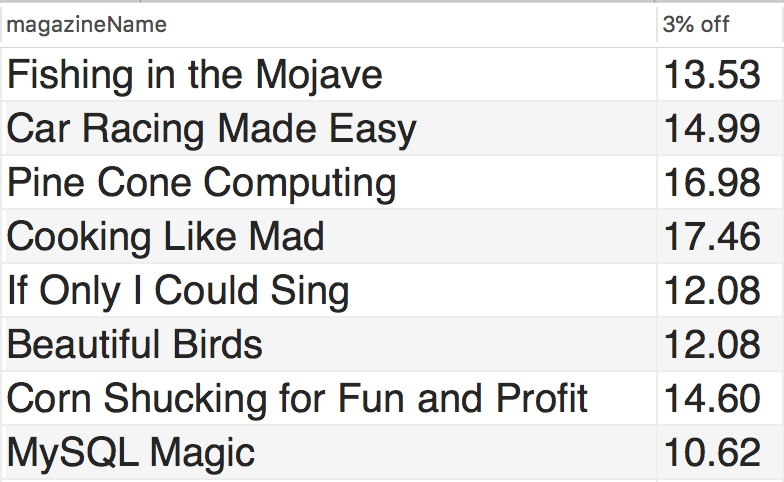 magazineName 3% off
Fishing in the Mojave 13.53
Car Racing Made Easy 14.99
Pine Cone Computing 16.98
Cooking Like Mad 17.46
If Only I Could Sing 12.08
Beautiful Birds 12.08
Corn Shucking for Fun and Profit 14.60
MySQL Magic 10.62